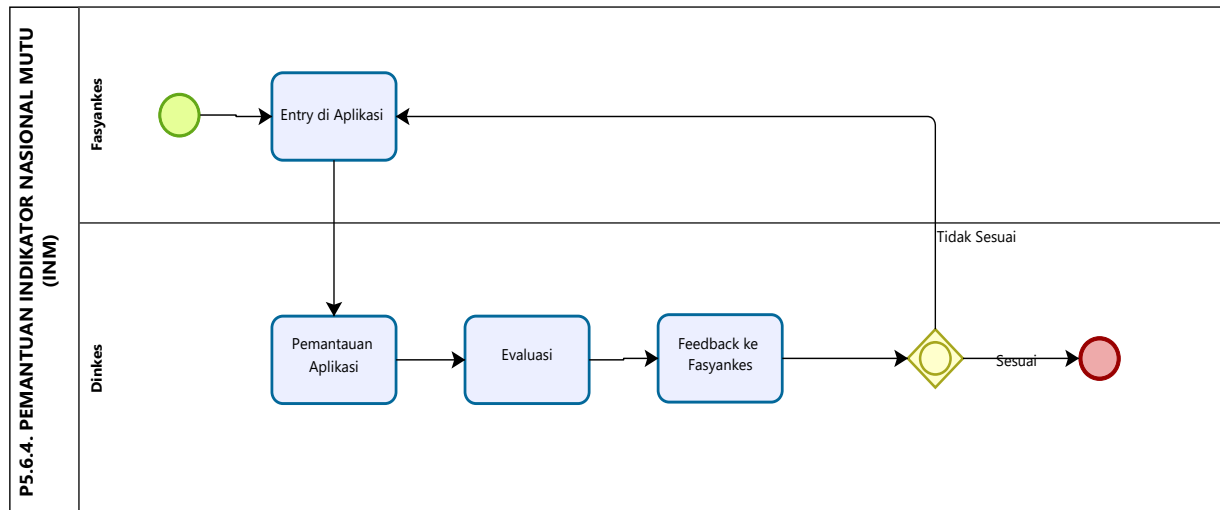 P5.6.4. PEMANTUAN INDIKATOR NASIONAL MUTU
(INM)
Fasyankes
Entry di Aplikasi
Dinkes
Tidak Sesuai
Pemantauan
Aplikasi
Evaluasi
Feedback ke
Fasyankes
Sesuai